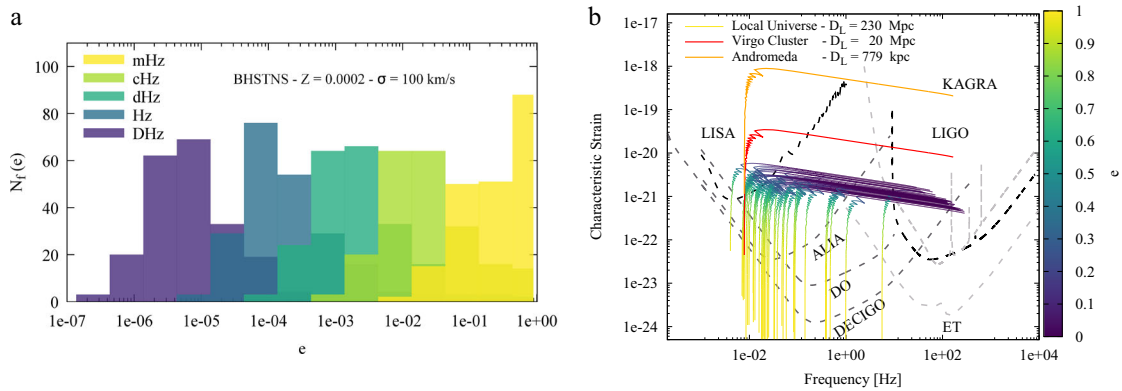 a
100
80
60
40
20
0
N_f (e)
mHz
cHz
dHz
Hz
DHz
BHSTNS - Z = 0.0002 - σ = 100 km/s
1e-07 1e-06 1e-05 1e-04 1e-03 1e-02 1e-01 1e+00
e
b
1e-17
1e-18
1e-19
1e-20
1e-21
1e-22
1e-23
1e-24
Characteristic Strain
Local Universe - D_L = 230 Mpc
Virgo Cluster - D_L = 20 Mpc
Andromeda - D_L = 779 kpc
KAGRA
LISA
LIGO
ALIA
DO
DECIGO
ET
1e-02 1e+00 1e+02 1e+04
Frequency [Hz]
1
0.9
0.8
0.7
0.6
0.5
0.4
0.3
0.2
0.1
0
e